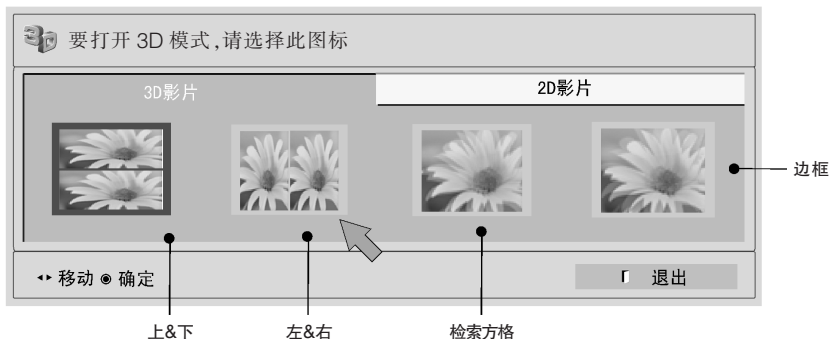 3D 要打开 3D 模式,请选择此图标
3D影片 2D影片
边框
◂▸ 移动 ◉ 确定 退出
上&下 左&右 检索方格